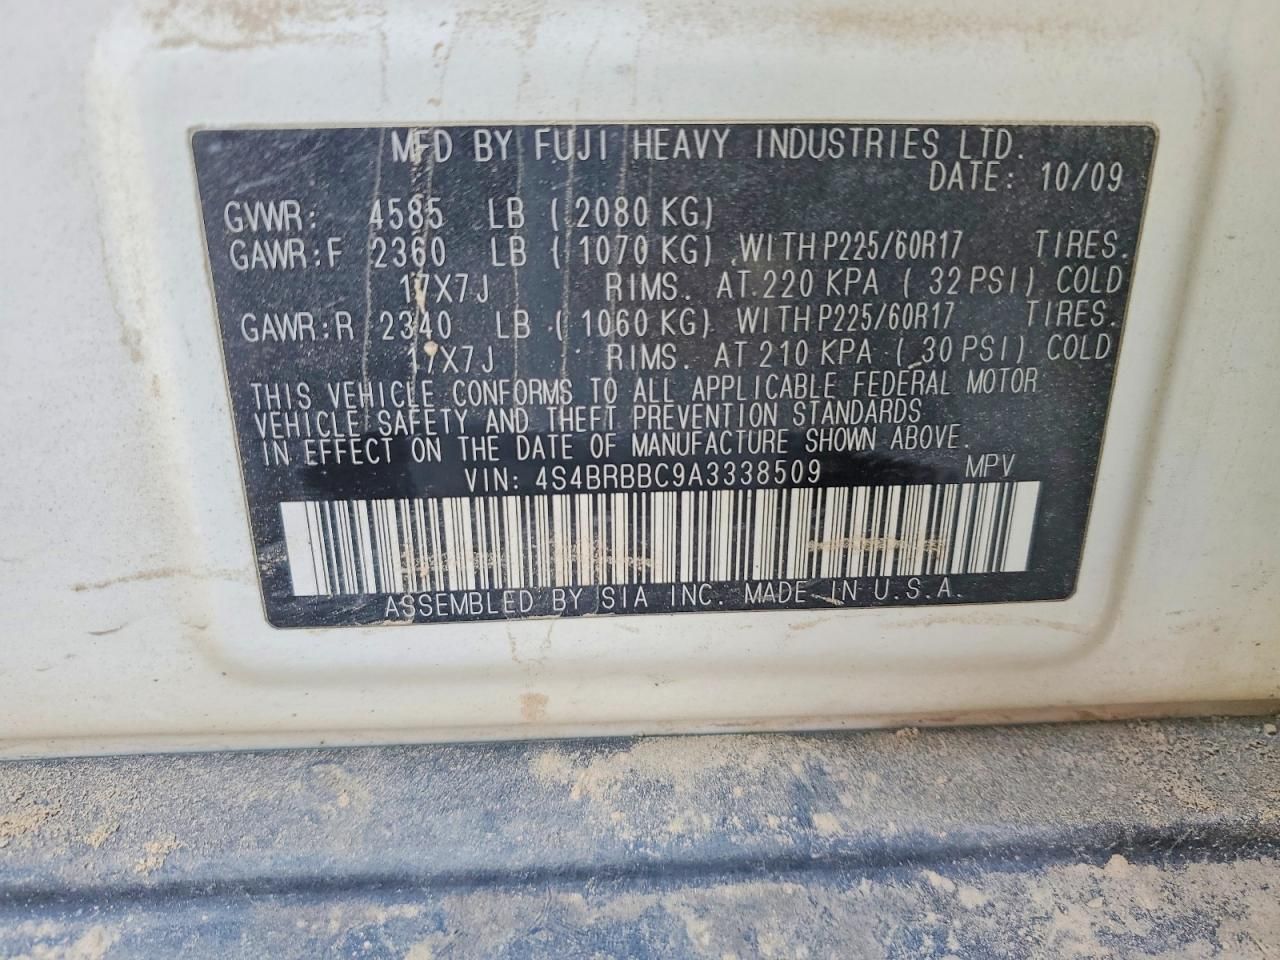 MFD BY FUJI HEAVY INDUSTRIES LTD.
DATE: 10/09
GVWR: 4585 LB (2080 KG)
GAWR:F 2360 LB (1070 KG) WITH P225/60R17 TIRES.
17X7J RIMS. AT 220 KPA (32 PSI) COLD
GAWR:R 2340 LB (1060 KG) WITH P225/60R17 TIRES.
17X7J RIMS. AT 210 KPA (30 PSI) COLD
THIS VEHICLE CONFORMS TO ALL APPLICABLE FEDERAL MOTOR
VEHICLE SAFETY AND THEFT PREVENTION STANDARDS
IN EFFECT ON THE DATE OF MANUFACTURE SHOWN ABOVE.
VIN: 4S4BRBBC9A3338509 MPV
ASSEMBLED BY SIA INC. MADE IN U.S.A.